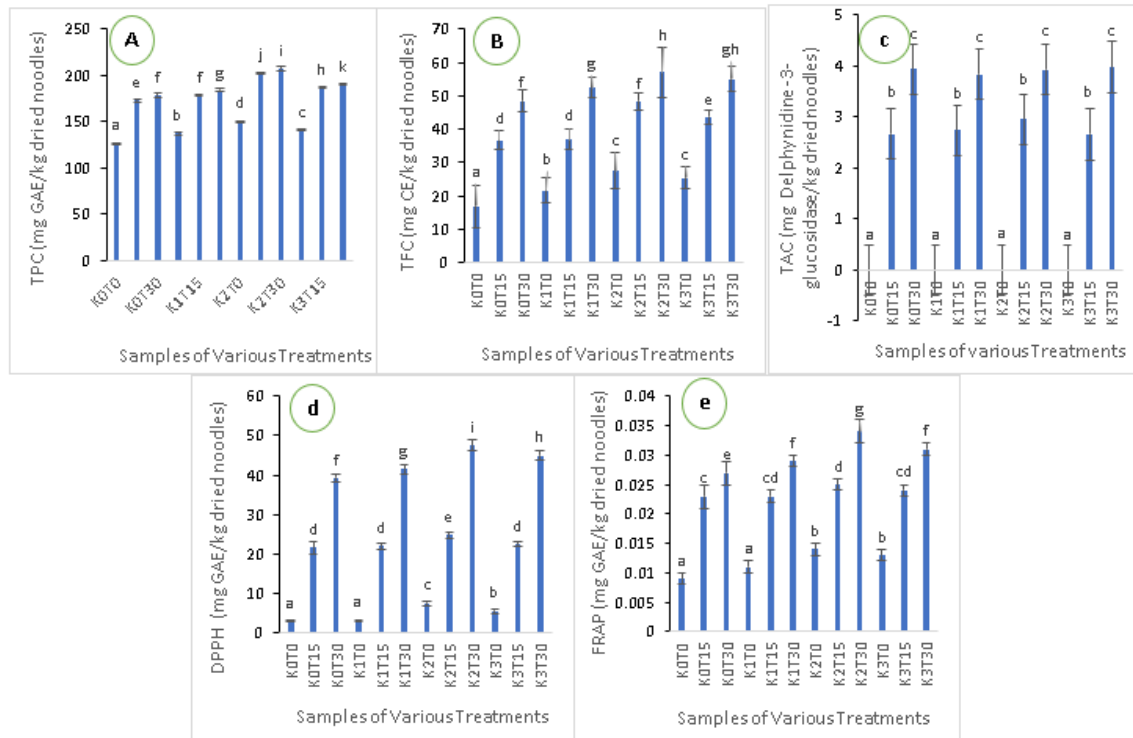 A
TPC (mg GAE/kg dried noodles)
250
200
150
100
50
0
a e f b f g d j i c h k
K0T0 K0T30 K1T15 K2T0 K2T30 K3T15
Samples of Various Treatments
B
TFC (mg CE/kg dried noodles)
70
60
50
40
30
20
10
0
a d f b d g c f h c e gh
K0T0 K0T15 K0T30 K1T0 K1T15 K1T30 K2T0 K2T15 K2T30 K3T0 K3T15 K3T30
Samples of Various Treatments
c
TAC (mg Delphynidine -3-
glucosidase/kg dried noodles)
5
4
3
2
1
0
-1
a b c a b c a b c a b c
K0T0 K0T15 K0T30 K1T0 K1T15 K1T30 K2T0 K2T15 K2T30 K3T0 K3T15 K3T30
Samples of various Treatments
d
DPPH (mg GAE/kg dried noodles)
60
50
40
30
20
10
0
a d f a d g c e i b d h
K0T0 K0T15 K0T30 K1T0 K1T15 K1T30 K2T0 K2T15 K2T30 K3T0 K3T15 K3T30
Samples of Various Treatments
e
FRAP (mg GAE/kg dried noodles)
0.04
0.035
0.03
0.025
0.02
0.015
0.01
0.005
0
a c e a cd f b d g b cd f
K0T0 K0T15 K0T30 K1T0 K1T15 K1T30 K2T0 K2T15 K2T30 K3T0 K3T15 K3T30
Samples of Various Treatments